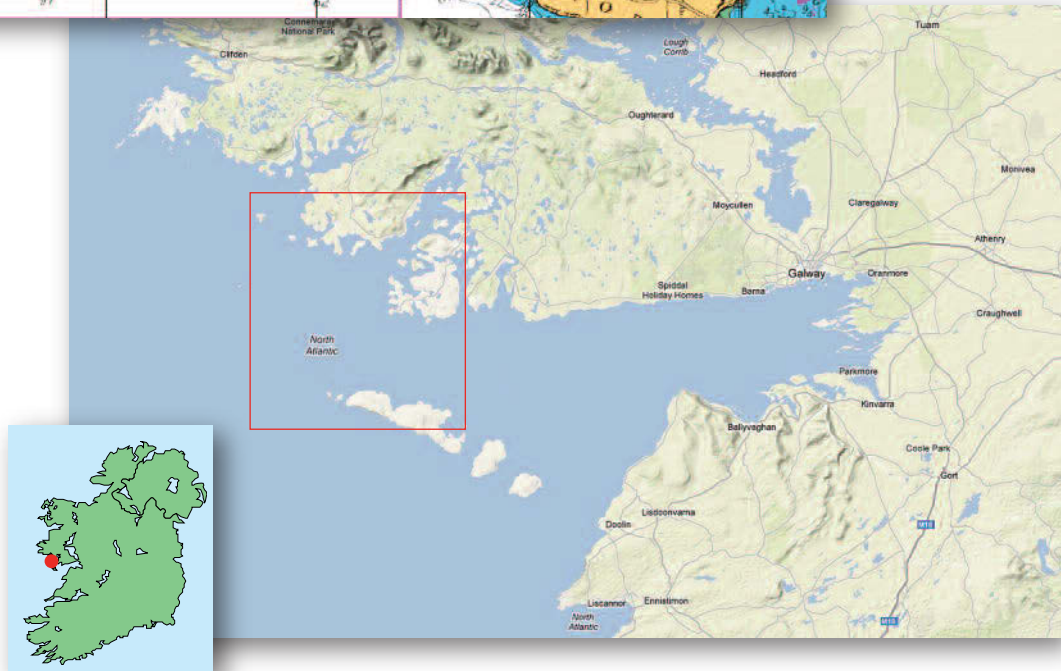 Connemara
National Park
Clifden
Lough
Corrib
Tuam
Headford
Oughterard
Monivea
Moycullen
Claregalway
Athenry
Galway
Oranmore
Spiddal
Holiday Homes
Barna
Craughwell
North
Atlantic
Parkmore
Kinvarra
Ballyvaghan
Coole Park
Gort
Lisdoonvarna
Doolin
M18
Liscannor
Ennistimon
North
Atlantic
M18